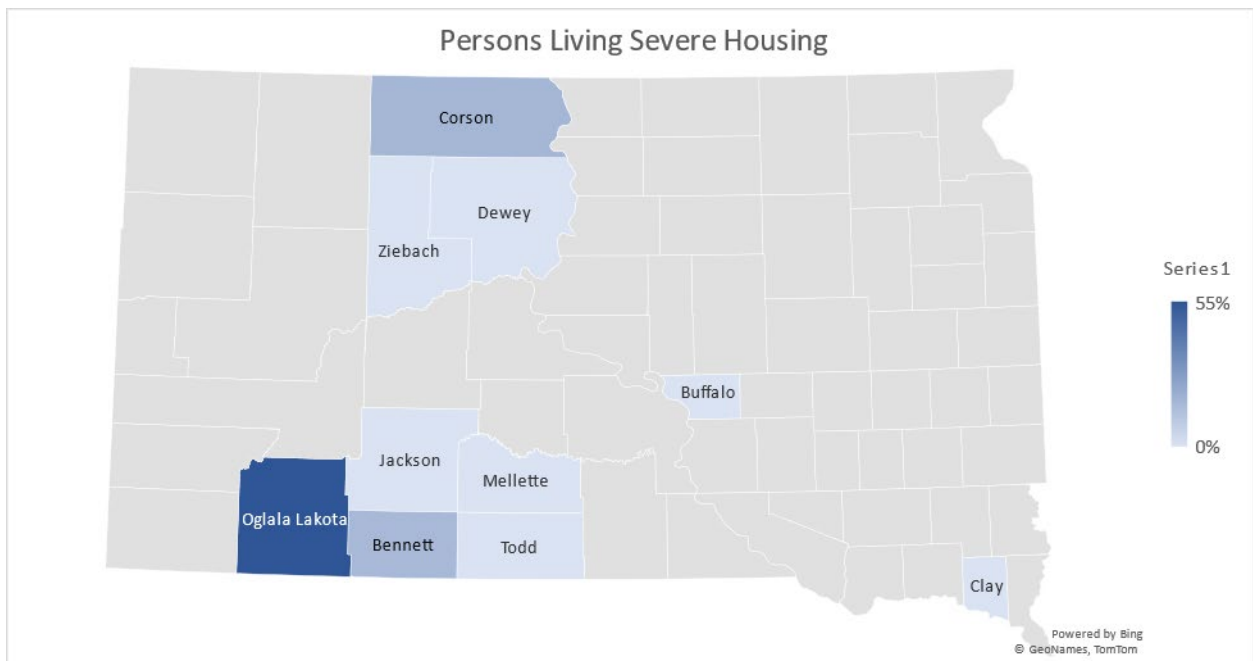 Persons Living Severe Housing
Corson
Dewey
Ziebach
Series1
55%
0%
Buffalo
Jackson
Mellette
Oglala Lakota
Bennett
Todd
Clay
Powered by Bing
© GeoNames, TomTom